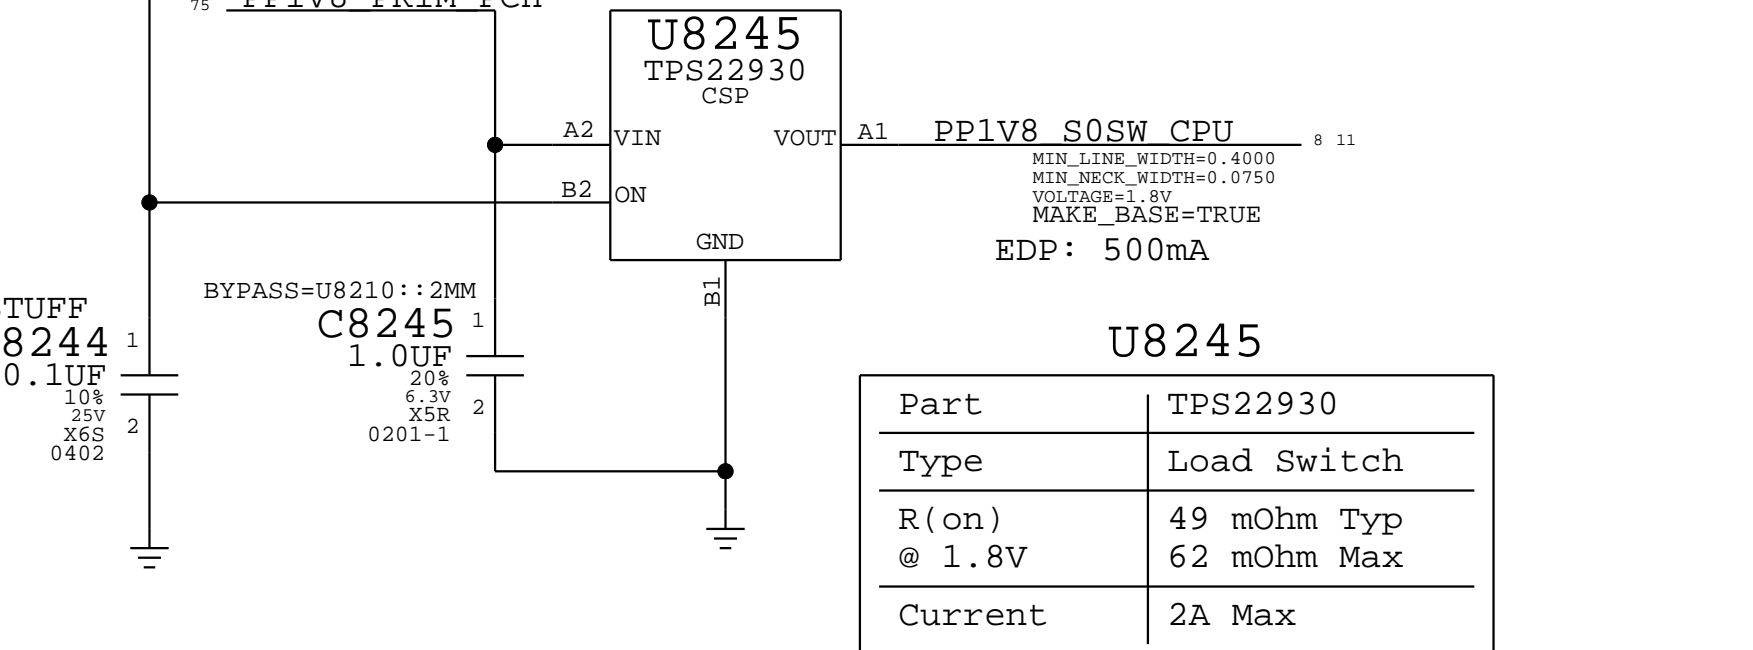 75 PP1V8_PRIM_PCH
U8245
TPS22930
CSP
A2 VIN VOUT A1 PP1V8_S0SW_CPU 8 11
MIN_LINE_WIDTH=0.4000
MIN_NECK_WIDTH=0.0750
VOLTAGE=1.8V
MAKE_BASE=TRUE
B2 ON
GND
EDP: 500mA
B1
BYPASS=U8210::2MM
C8245 1
1.0UF
20%
6.3V
X5R 2
0201-1
TUFF
8244 1
0.1UF
10%
25V
X6S 2
0402
U8245
Part TPS22930
Type Load Switch
R(on) 49 mOhm Typ
@ 1.8V 62 mOhm Max
Current 2A Max